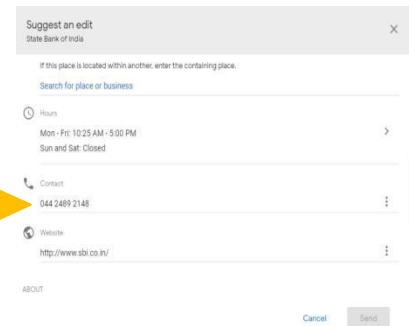 Suggest an edit
State Bank of India
If this place is located within another, enter the containing place.
Search for place or business
Hours
Mon - Fri: 10:25 AM - 5:00 PM
Sun and Sat: Closed
Contact
044 2489 2148
Website
http://www.sbi.co.in/
ABOUT
Cancel Send